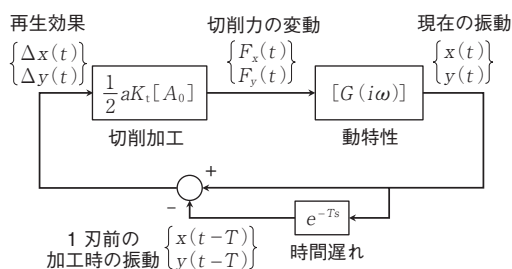 再生効果
{Δx(t)
Δy(t)}
切削力の変動
{F_x(t)
F_y(t)}
現在の振動
{x(t)
y(t)}
1/2 aK_t[A_0]
切削加工
[G(iω)]
動特性
+
−
e^{-Ts}
時間遅れ
1 刃前の
加工時の振動
{x(t−T)
y(t−T)}